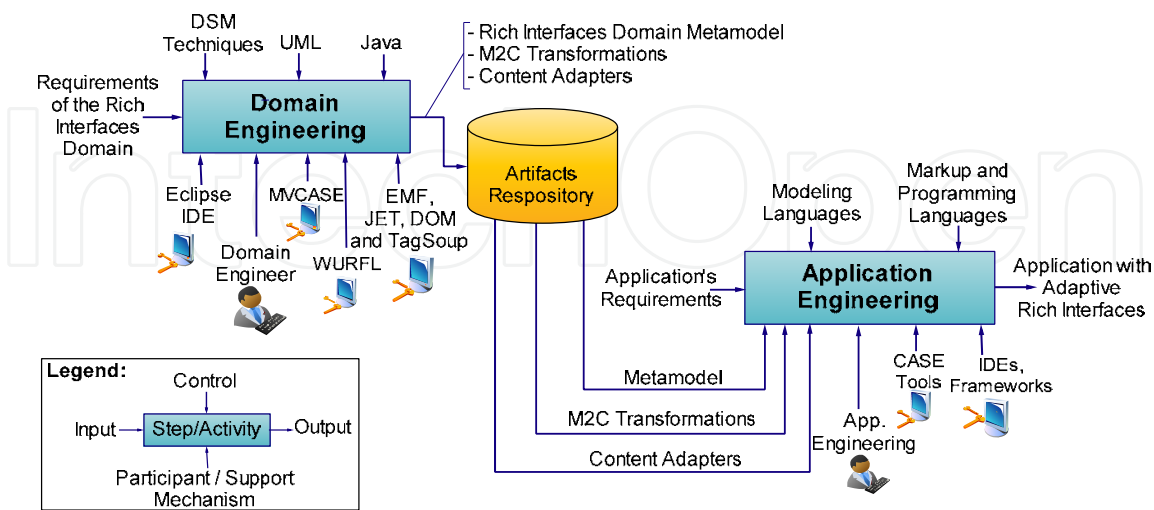 DSM
Techniques
UML
Java
- Rich Interfaces Domain Metamodel
- M2C Transformations
- Content Adapters
Requirements
of the Rich
Interfaces
Domain
Domain
Engineering
Eclipse
IDE
Domain
Engineer
MVCASE
WURFL
EMF,
JET, DOM
and TagSoup
Artifacts
Respository
Modeling
Languages
Markup and
Programming
Languages
Application's
Requirements
Application
Engineering
Application with
Adaptive
Rich Interfaces
Metamodel
M2C Transformations
Content Adapters
App.
Engineering
CASE
Tools
IDEs,
Frameworks
Legend:
Control
Input
Step/Activity
Output
Participant / Support
Mechanism
IntechOpen